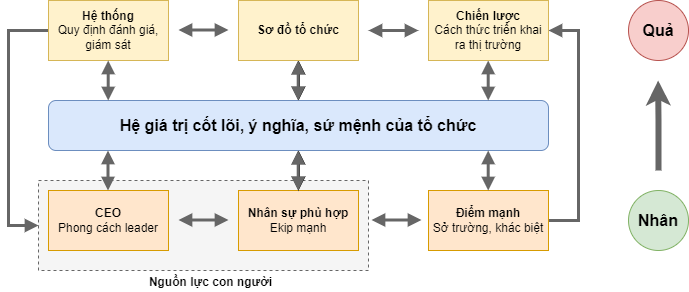 Hệ thống
Quy định đánh giá,
giám sát
Sơ đồ tổ chức
Chiến lược
Cách thức triển khai
ra thị trường
Quả
Hệ giá trị cốt lõi, ý nghĩa, sứ mệnh của tổ chức
CEO
Phong cách leader
Nhân sự phù hợp
Ekip mạnh
Điểm mạnh
Sở trường, khác biệt
Nhân
Nguồn lực con người